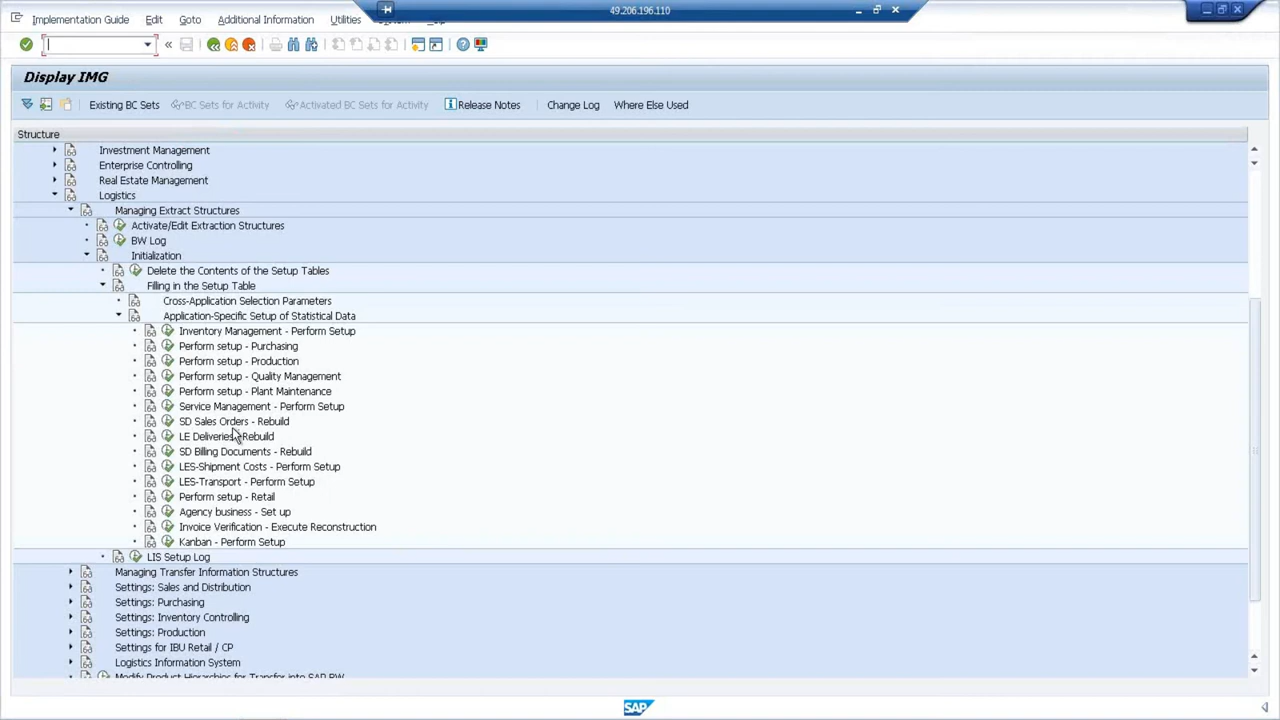 49.206.196.110
Implementation Guide Edit Goto Additional Information Utilities
Display IMG
Existing BC Sets BC Sets for Activity Activated BC Sets for Activity Release Notes Change Log Where Else Used
Structure
Investment Management
Enterprise Controlling
Real Estate Management
Logistics
Managing Extract Structures
Activate/Edit Extraction Structures
BW Log
Initialization
Delete the Contents of the Setup Tables
Filling in the Setup Table
Cross-Application Selection Parameters
Application-Specific Setup of Statistical Data
Inventory Management - Perform Setup
Perform setup - Purchasing
Perform setup - Production
Perform setup - Quality Management
Perform setup - Plant Maintenance
Service Management - Perform Setup
SD Sales Orders - Rebuild
LE Deliveries - Rebuild
SD Billing Documents - Rebuild
LES-Shipment Costs - Perform Setup
LES-Transport - Perform Setup
Perform setup - Retail
Agency business - Set up
Invoice Verification - Execute Reconstruction
Kanban - Perform Setup
LIS Setup Log
Managing Transfer Information Structures
Settings: Sales and Distribution
Settings: Purchasing
Settings: Inventory Controlling
Settings: Production
Settings for IBU Retail / CP
Logistics Information System
Modify Product Hierarchies for Transfer into SAP BW
SAP